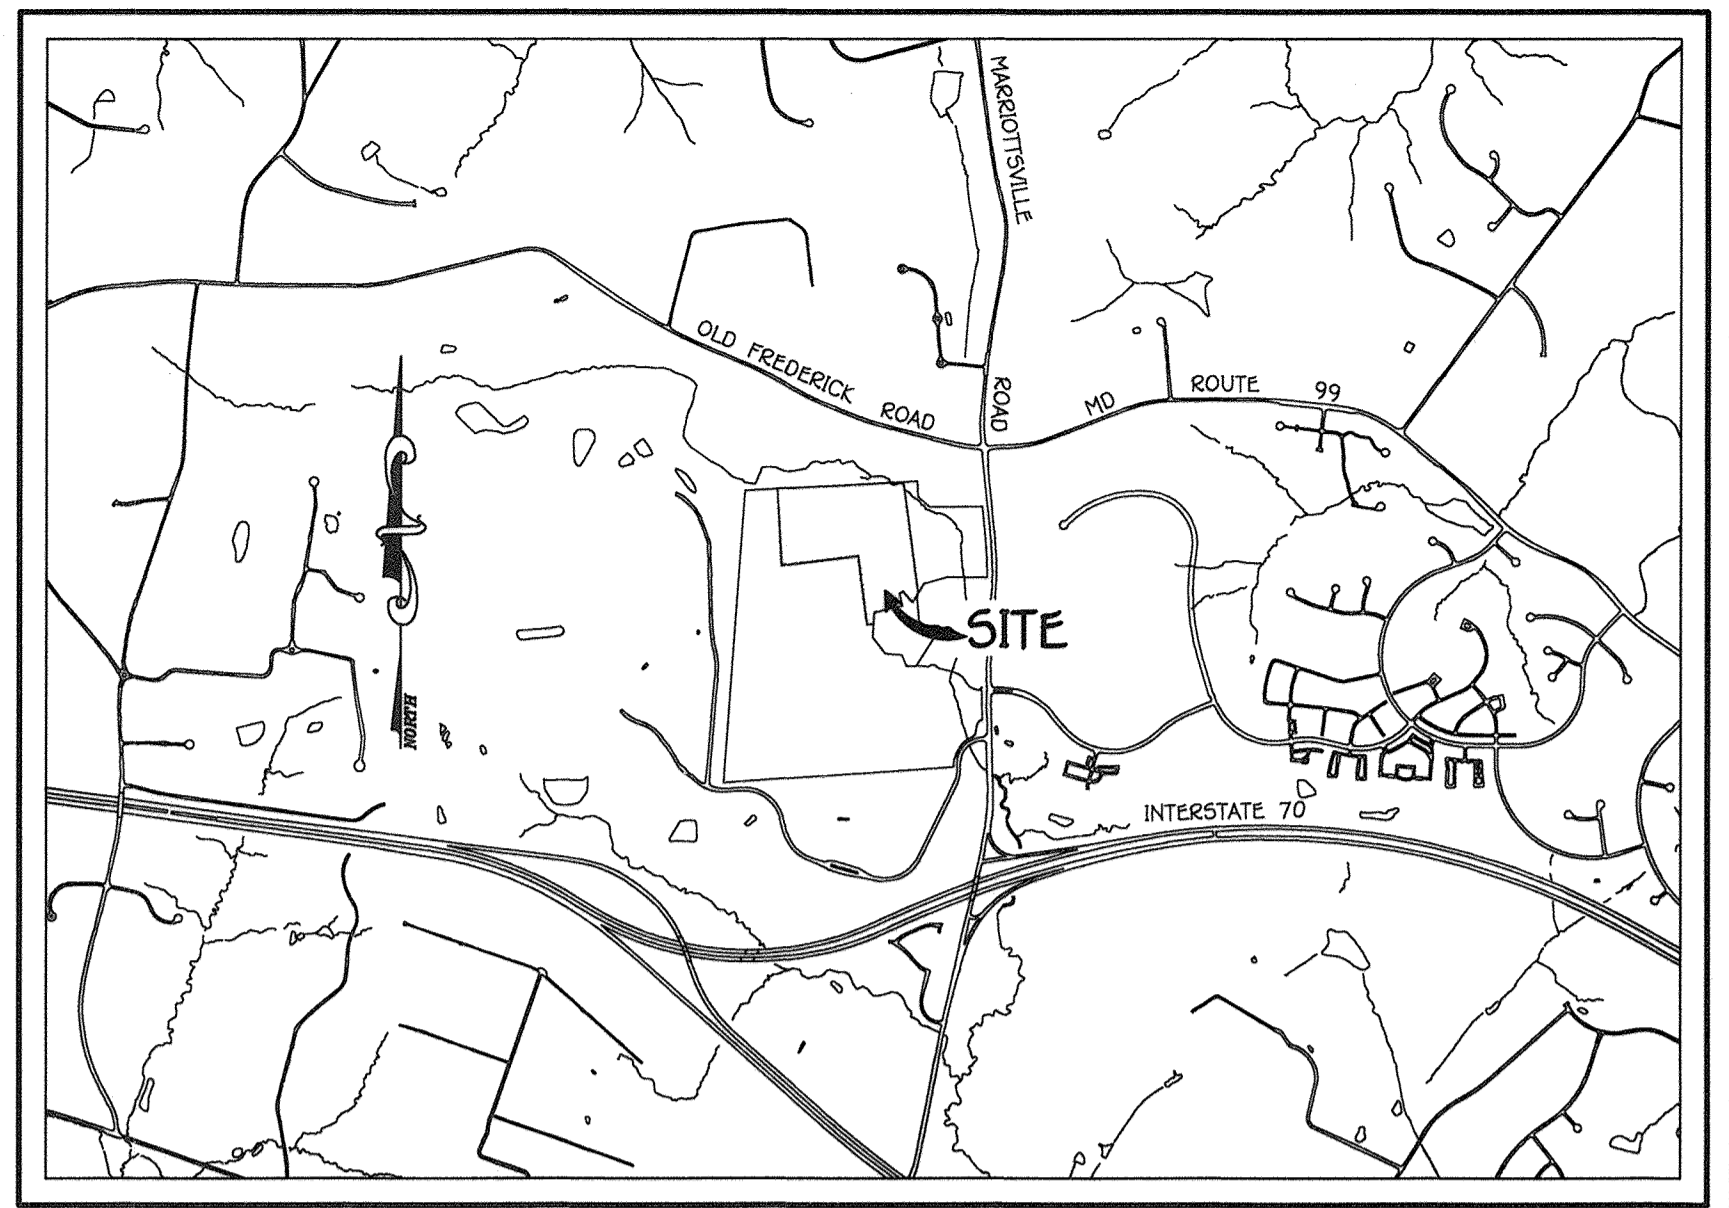 MARRIOTTSVILLE
ROAD
OLD FREDERICK ROAD
MD ROUTE 99
SITE
NORTH
INTERSTATE 70